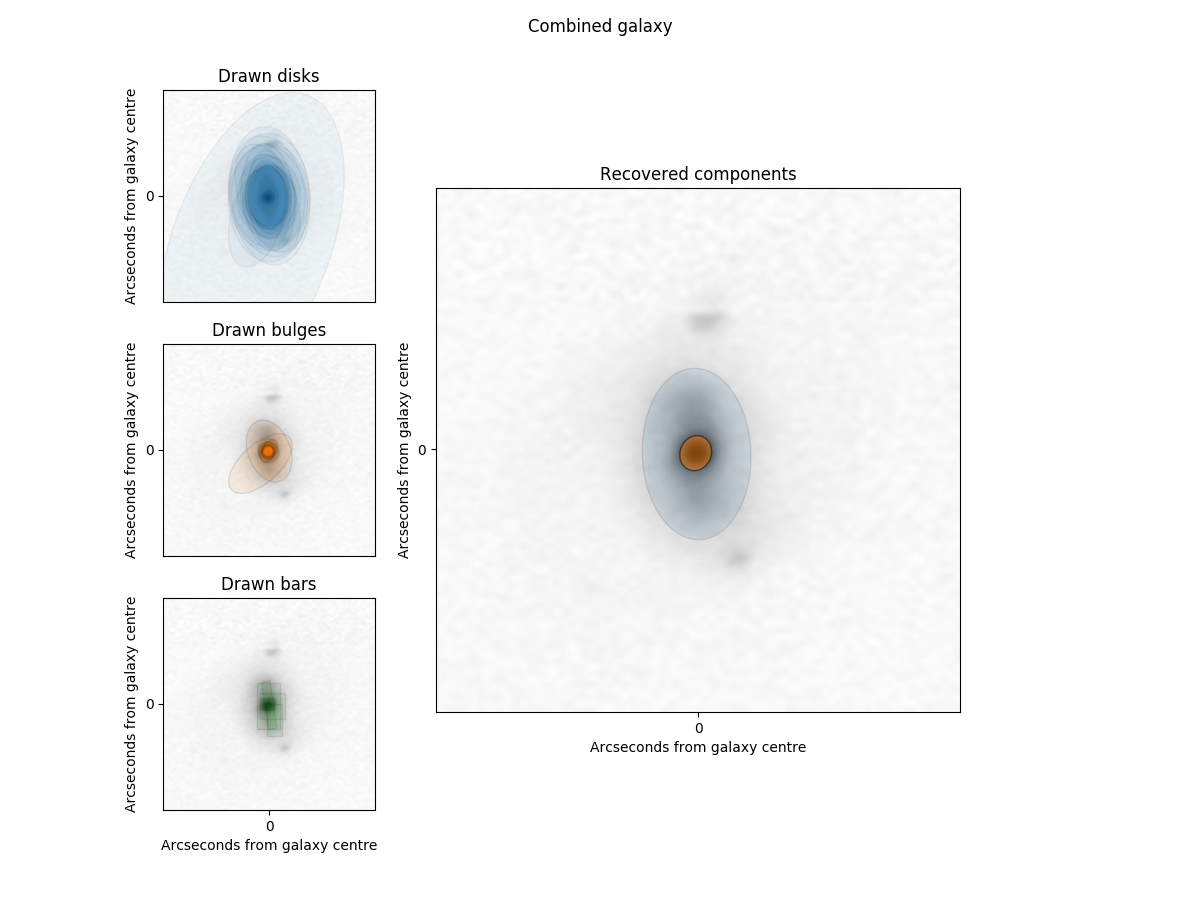 Combined galaxy
Drawn disks
Arcseconds from galaxy centre
0
Drawn bulges
Arcseconds from galaxy centre
0
Drawn bars
Arcseconds from galaxy centre
0
0
Arcseconds from galaxy centre
Recovered components
Arcseconds from galaxy centre
0
0
Arcseconds from galaxy centre